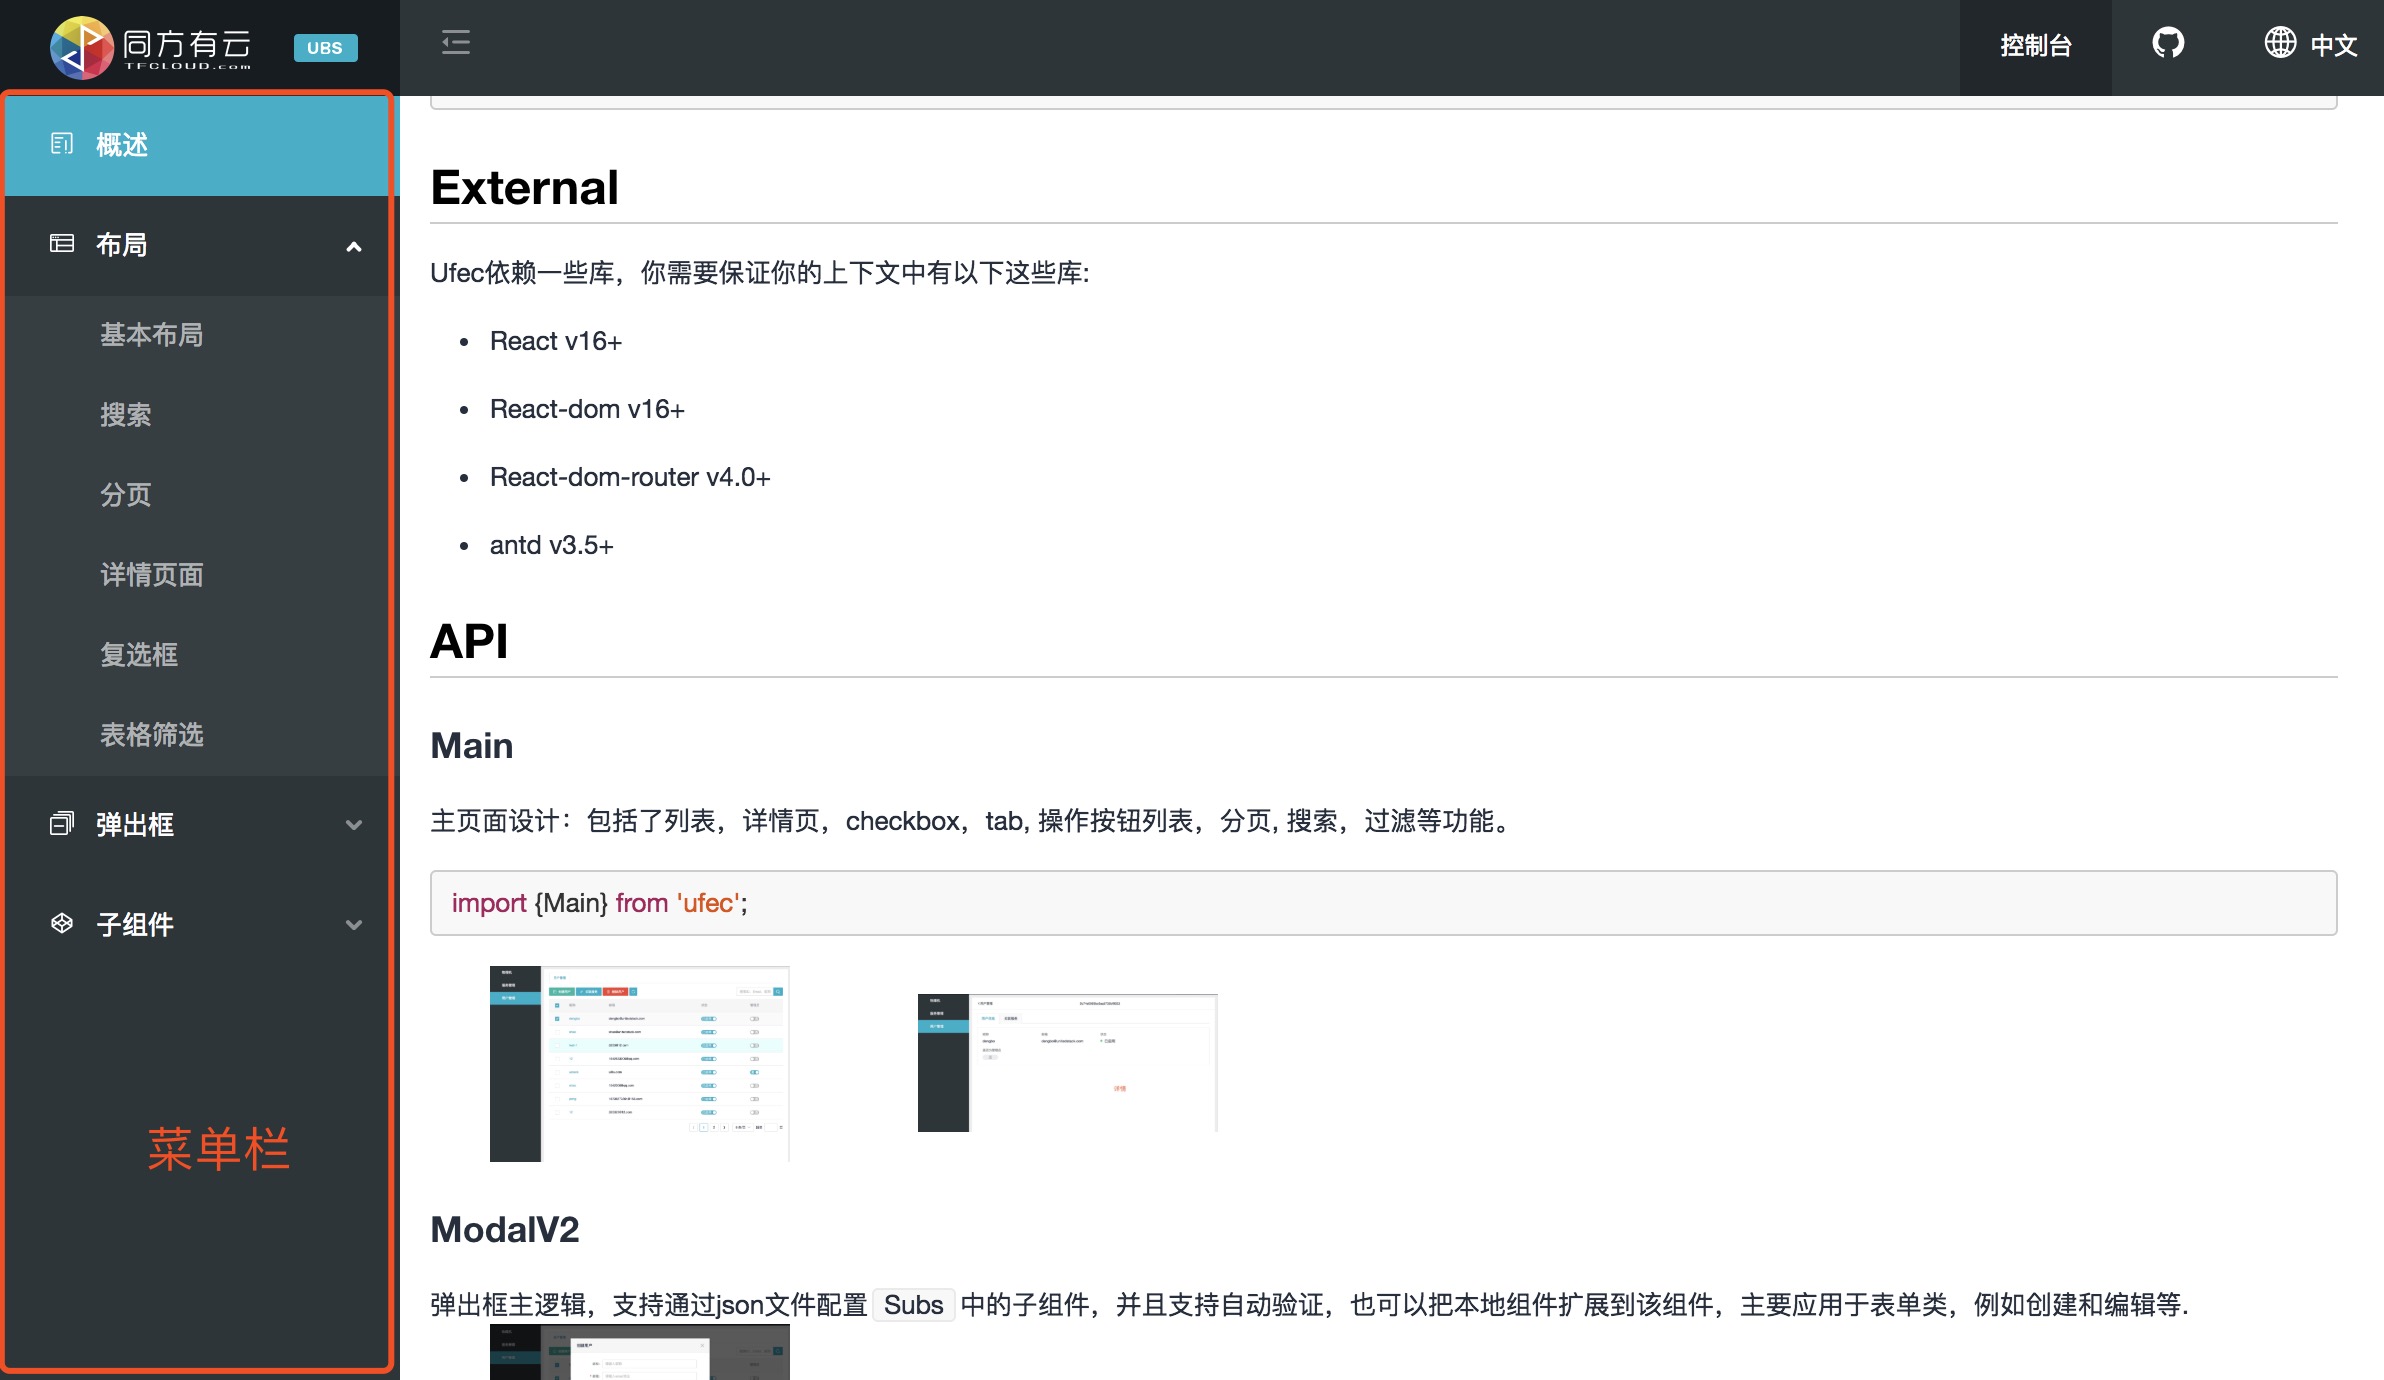 同方有云
TFCLOUD.com
UBS
控制台
中文
概述
布局
基本布局
搜索
分页
详情页面
复选框
表格筛选
弹出框
子组件
菜单栏
External
Ufec依赖一些库，你需要保证你的上下文中有以下这些库:
React v16+
React-dom v16+
React-dom-router v4.0+
antd v3.5+
API
Main
主页面设计：包括了列表，详情页，checkbox，tab, 操作按钮列表，分页, 搜索，过滤等功能。
import {Main} from 'ufec';
详情
ModalV2
弹出框主逻辑，支持通过json文件配置 Subs 中的子组件，并且支持自动验证，也可以把本地组件扩展到该组件，主要应用于表单类，例如创建和编辑等.